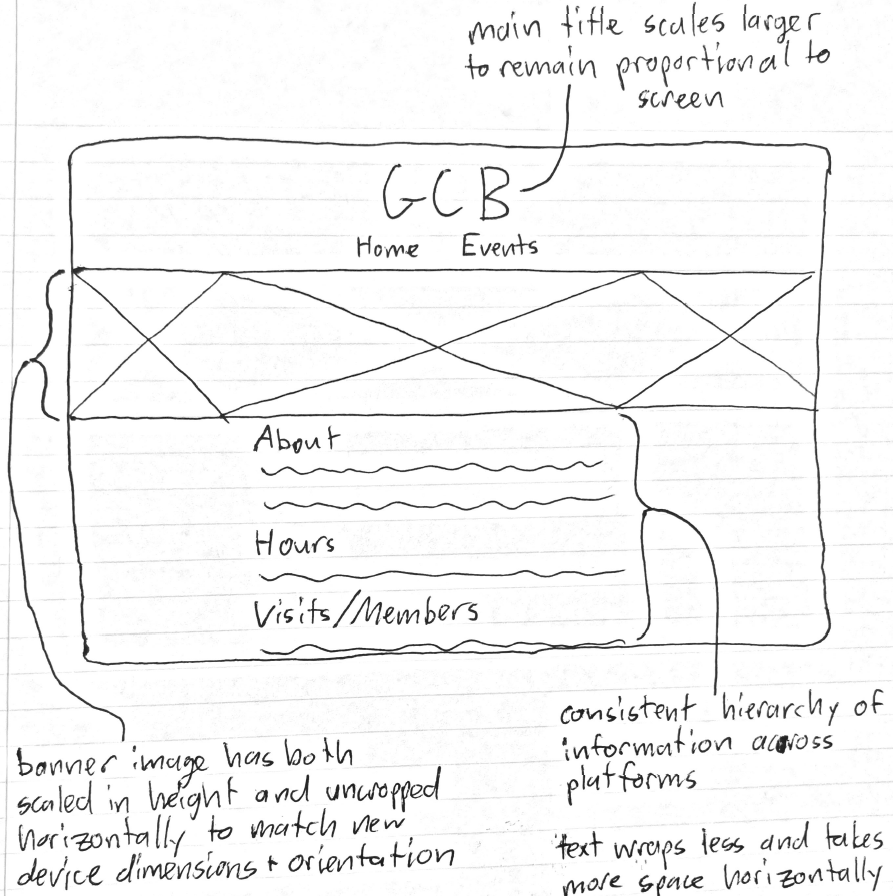 main title scales larger
to remain proportional to
screen
GCB
Home Events
About
Hours
Visits/Members
banner image has both
scaled in height and uncropped
horizontally to match new
device dimensions + orientation
consistent hierarchy of
information across
platforms
text wraps less and takes
more space horizontally